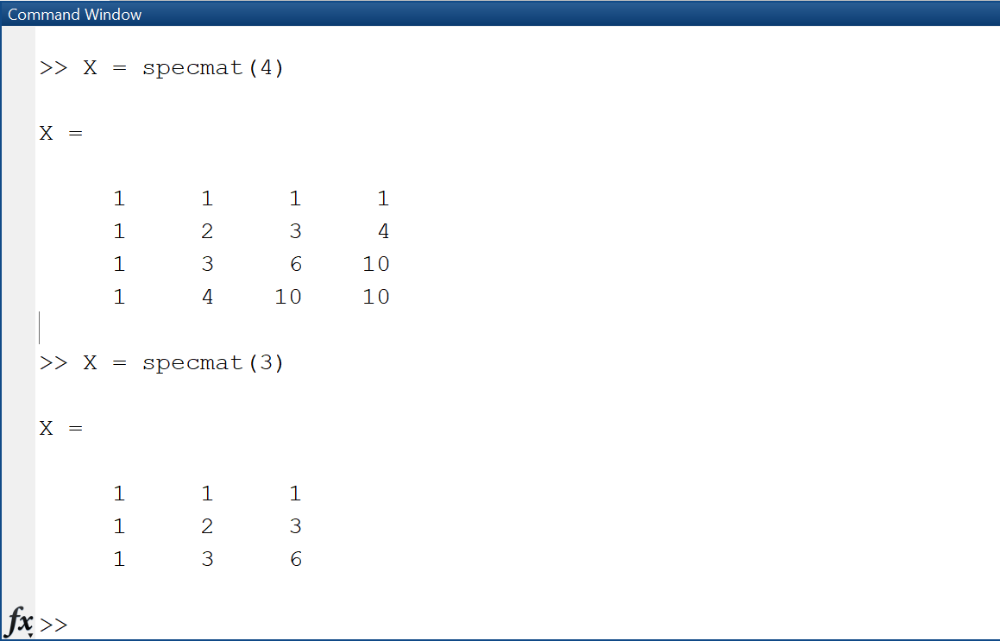 Command Window
>> X = specmat(4)
X =
1 1 1 1
1 2 3 4
1 3 6 10
1 4 10 10
>> X = specmat(3)
X =
1 1 1
1 2 3
1 3 6
fx >>